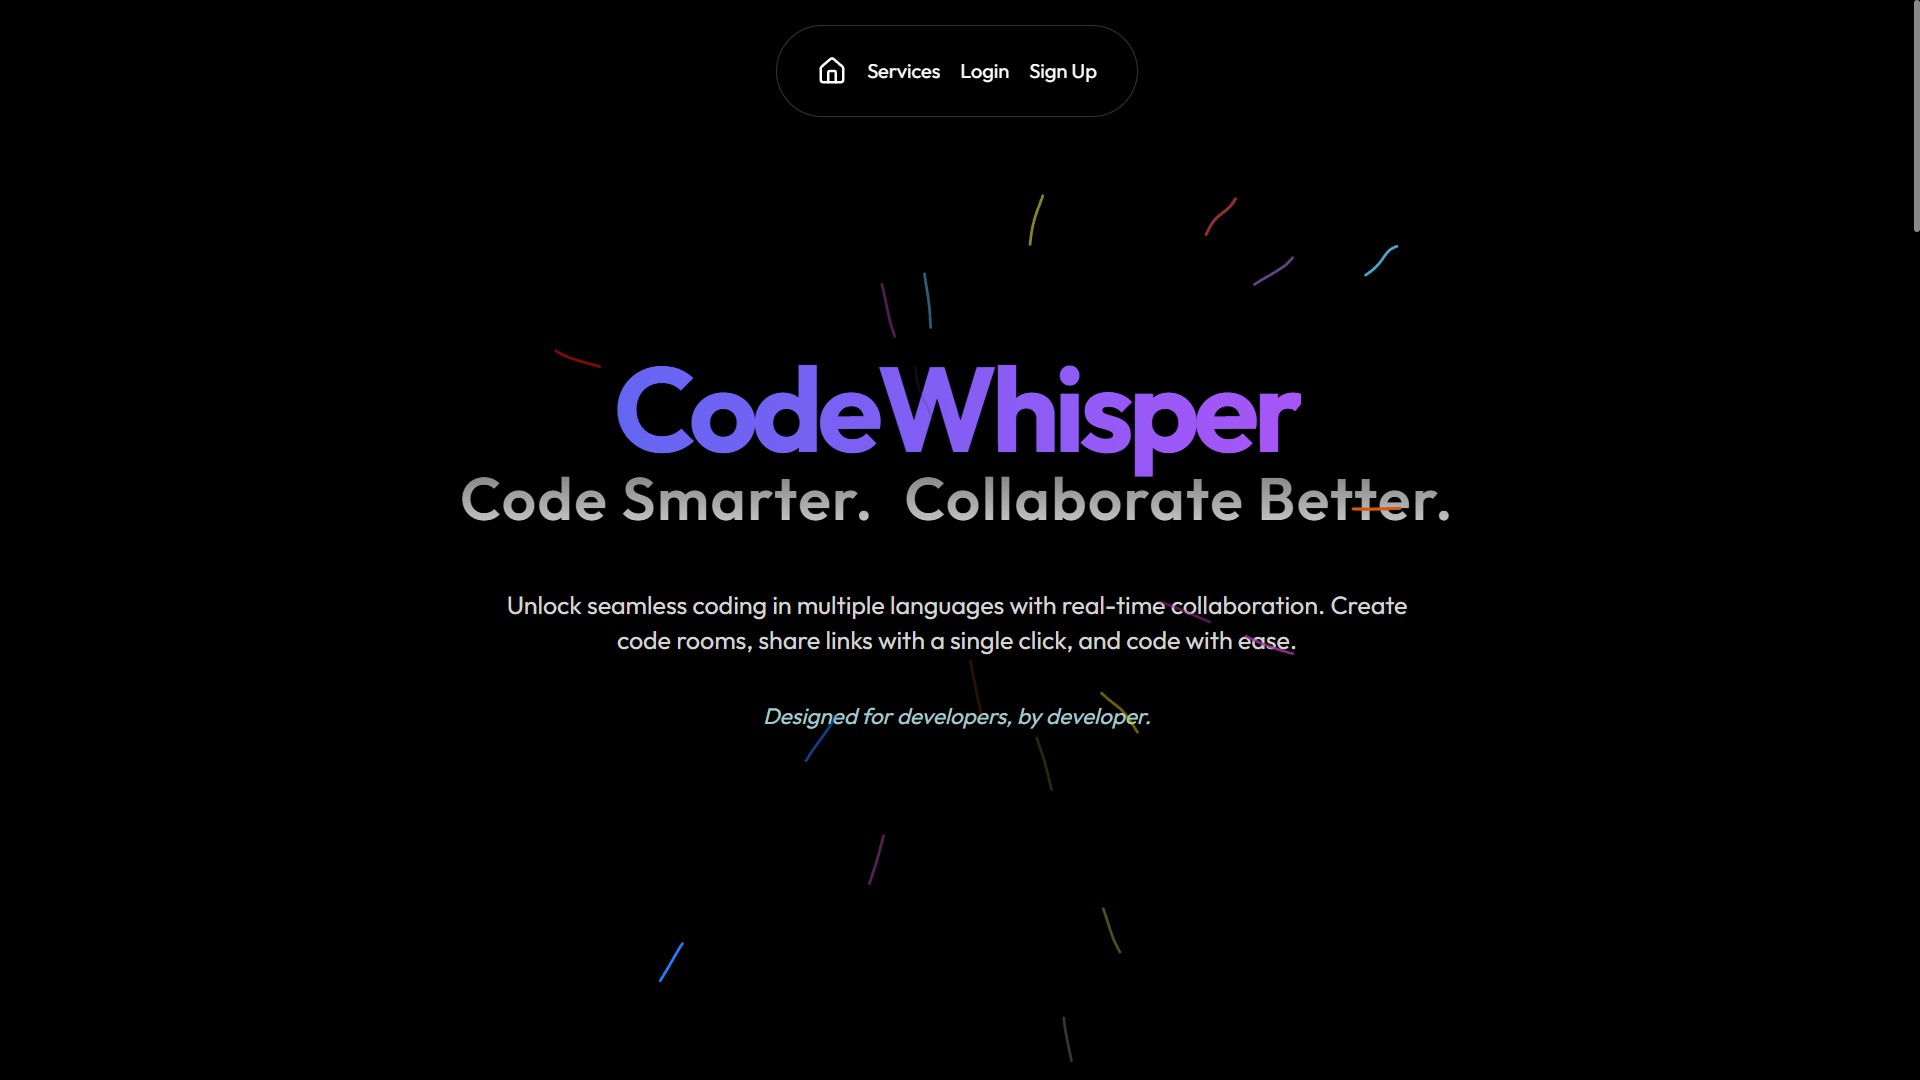 Services Login Sign Up
CodeWhisper
Code Smarter. Collaborate Better.
Unlock seamless coding in multiple languages with real-time collaboration. Create
code rooms, share links with a single click, and code with ease.
Designed for developers, by developer.